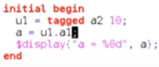 initial begin
u1 = tagged a2 10;
a = u1.a1;
$display("a = %0d", a);
end